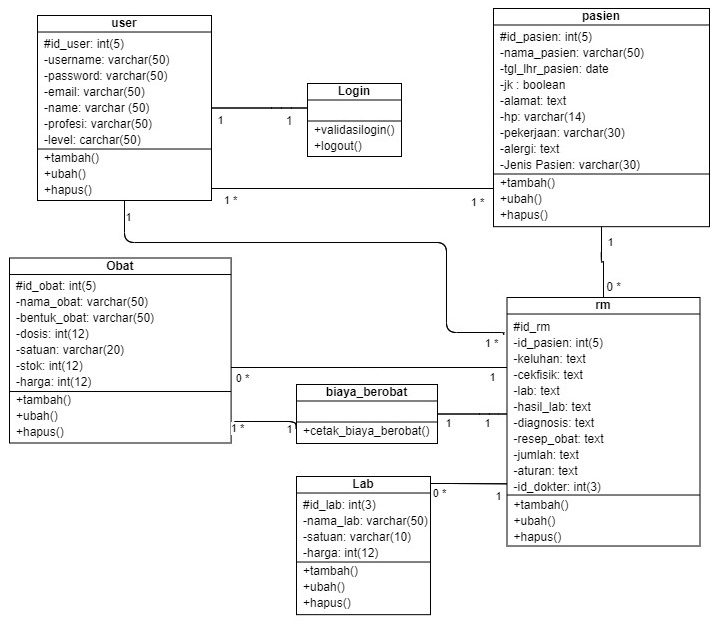 user
#id_user: int(5)
-username: varchar(50)
-password: varchar(50)
-email: varchar(50)
-name: varchar (50)
-profesi: varchar(50)
-level: carchar(50)
+tambah()
+ubah()
+hapus()
Login
+validasilogin()
+logout()
1
1
pasien
#id_pasien: int(5)
-nama_pasien: varchar(50)
-tgl_lhr_pasien: date
-jk : boolean
-alamat: text
-hp: varchar(14)
-pekerjaan: varchar(30)
-alergi: text
-Jenis Pasien: varchar(30)
+tambah()
+ubah()
+hapus()
1 *
1 *
1
1
0 *
1 *
Obat
#id_obat: int(5)
-nama_obat: varchar(50)
-bentuk_obat: varchar(50)
-dosis: int(12)
-satuan: varchar(20)
-stok: int(12)
-harga: int(12)
+tambah()
+ubah()
+hapus()
0 *
1
1 *
1
biaya_berobat
+cetak_biaya_berobat()
1
1
rm
#id_rm
-id_pasien: int(5)
-keluhan: text
-cekfisik: text
-lab: text
-hasil_lab: text
-diagnosis: text
-resep_obat: text
-jumlah: text
-aturan: text
-id_dokter: int(3)
+tambah()
+ubah()
+hapus()
Lab
#id_lab: int(3)
-nama_lab: varchar(50)
-satuan: varchar(10)
-harga: int(12)
+tambah()
+ubah()
+hapus()
0 *
1